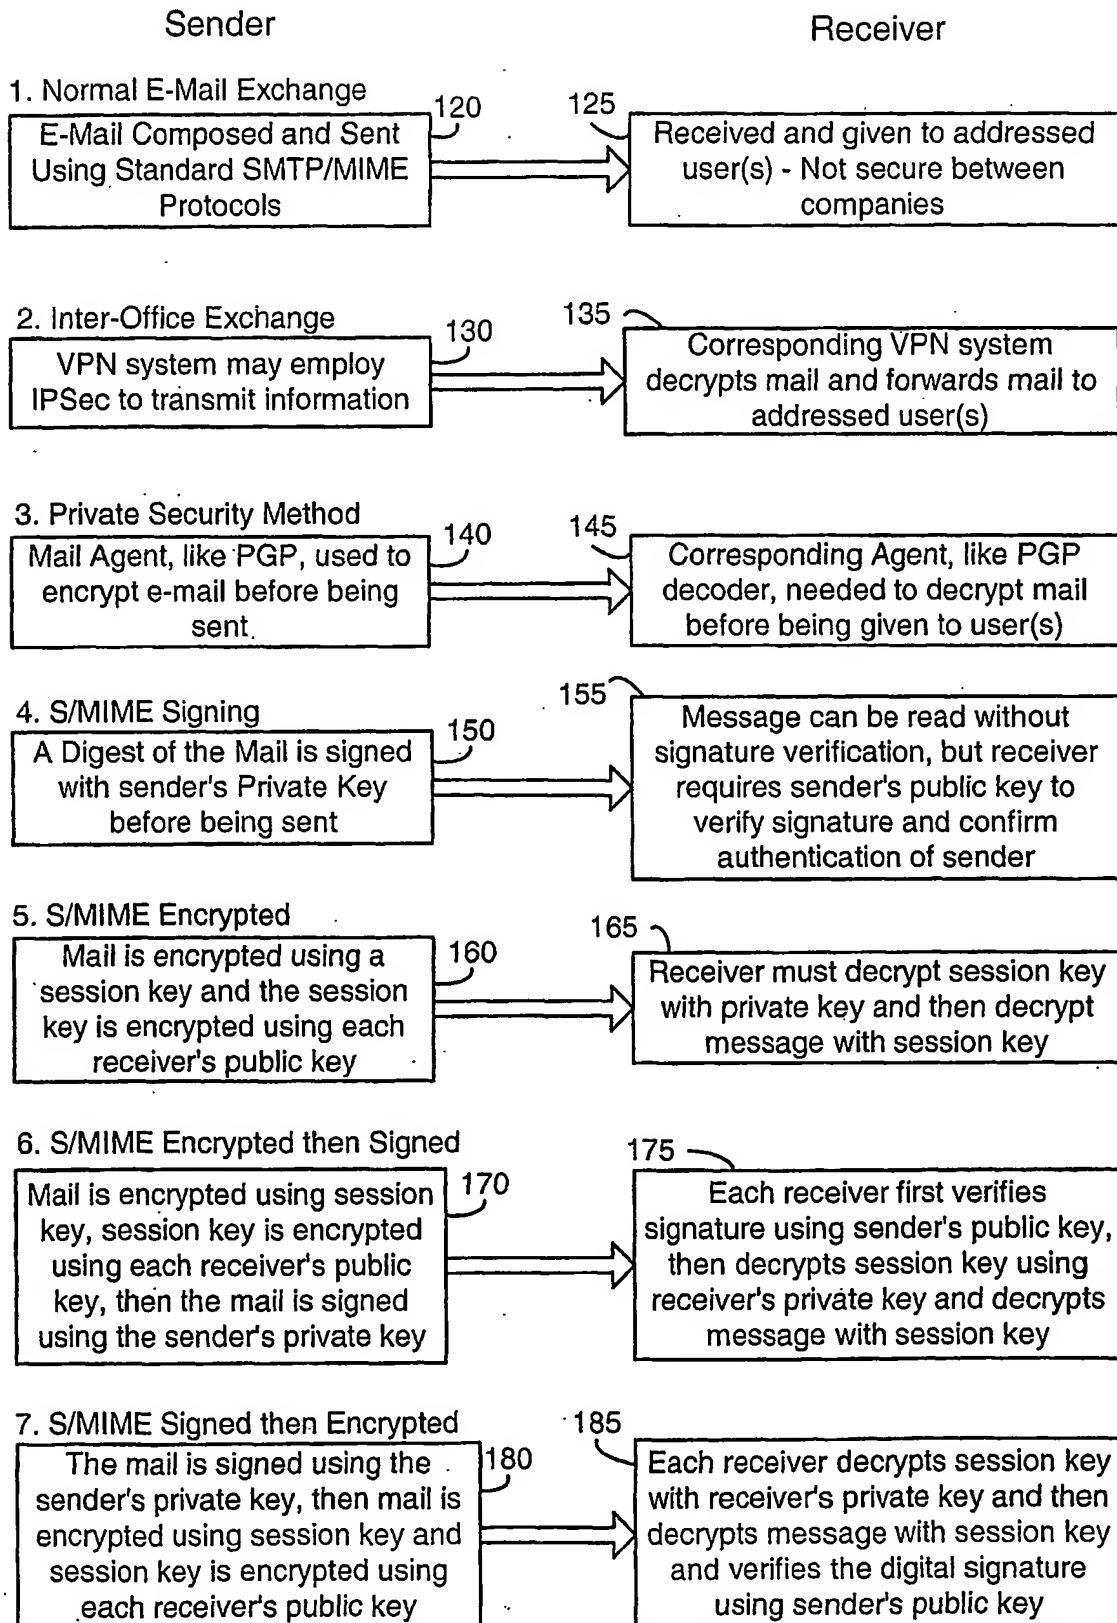 Sender
Receiver
1. Normal E-Mail Exchange
120
125
E-Mail Composed and Sent
Using Standard SMTP/MIME
Protocols
Received and given to addressed
user(s) - Not secure between
companies
2. Inter-Office Exchange
130
135
VPN system may employ
IPSec to transmit information
Corresponding VPN system
decrypts mail and forwards mail to
addressed user(s)
3. Private Security Method
140
145
Mail Agent, like PGP, used to
encrypt e-mail before being
sent
Corresponding Agent, like PGP
decoder, needed to decrypt mail
before being given to user(s)
4. S/MIME Signing
150
155
A Digest of the Mail is signed
with sender's Private Key
before being sent
Message can be read without
signature verification, but receiver
requires sender's public key to
verify signature and confirm
authentication of sender
5. S/MIME Encrypted
160
165
Mail is encrypted using a
session key and the session
key is encrypted using each
receiver's public key
Receiver must decrypt session key
with private key and then decrypt
message with session key
6. S/MIME Encrypted then Signed
170
175
Mail is encrypted using session
key, session key is encrypted
using each receiver's public
key, then the mail is signed
using the sender's private key
Each receiver first verifies
signature using sender's public key,
then decrypts session key using
receiver's private key and decrypts
message with session key
7. S/MIME Signed then Encrypted
180
185
The mail is signed using the
sender's private key, then mail is
encrypted using session key and
session key is encrypted using
each receiver's public key
Each receiver decrypts session key
with receiver's private key and then
decrypts message with session key
and verifies the digital signature
using sender's public key